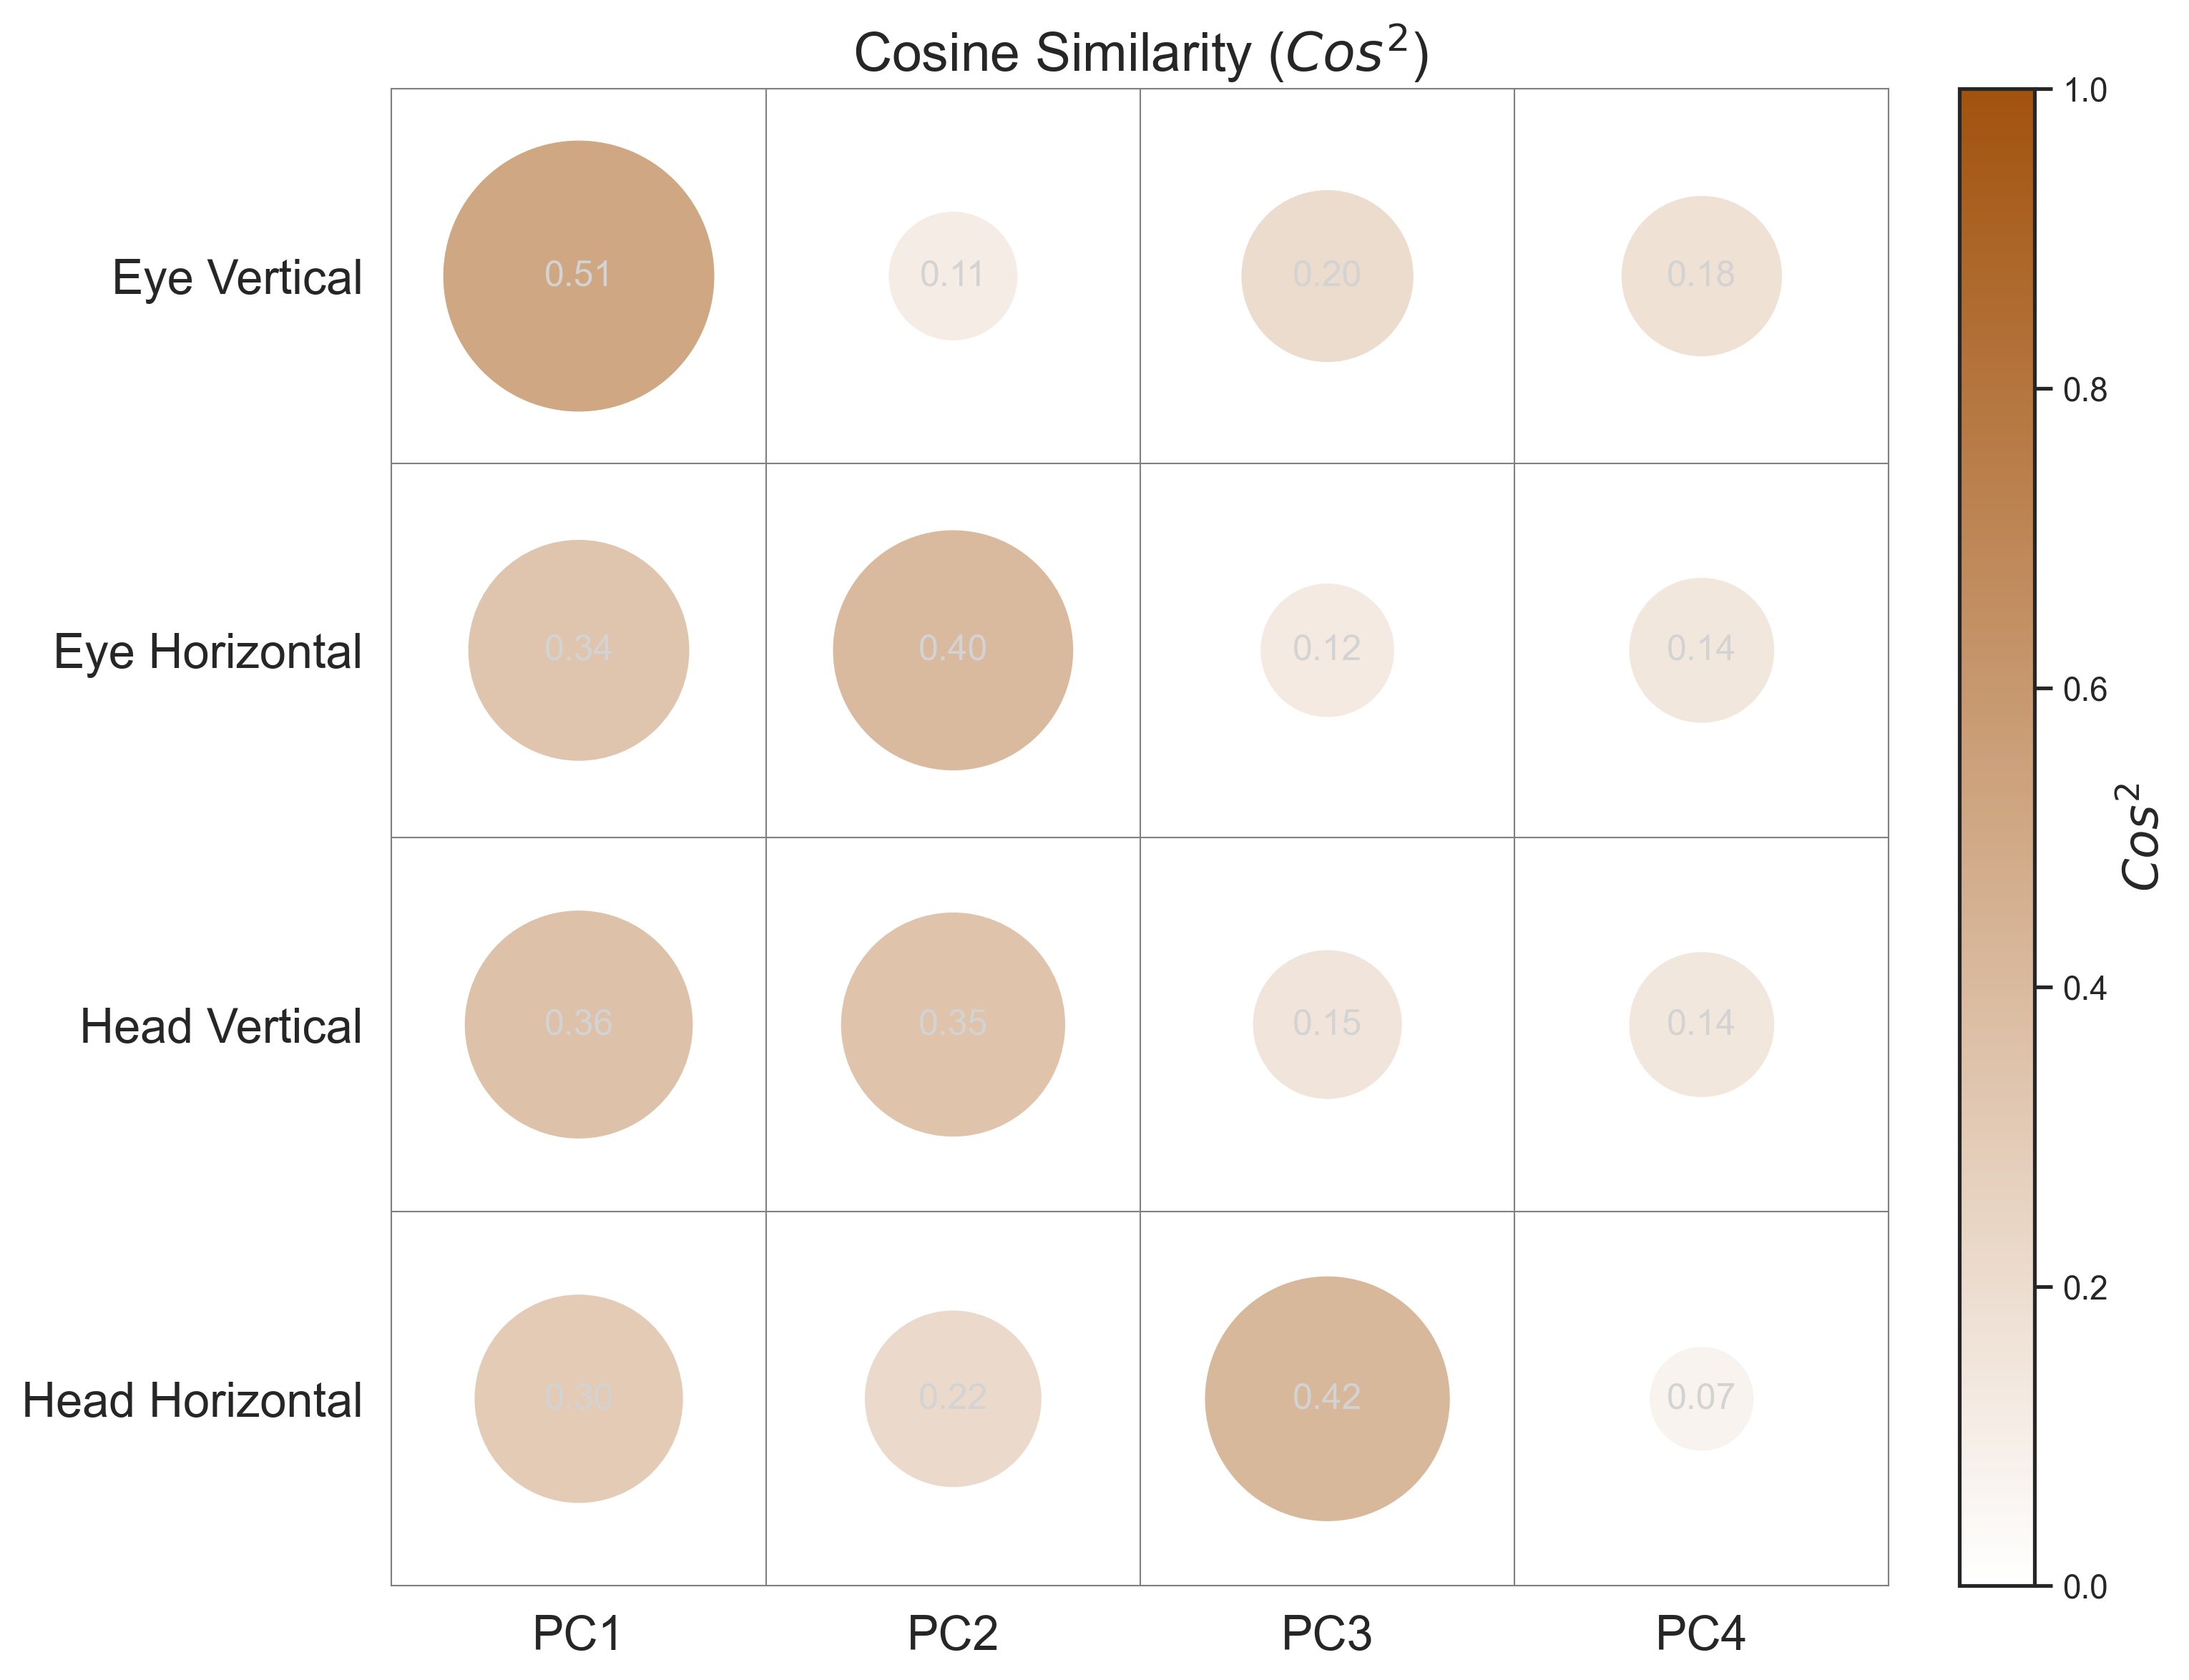 Cosine Similarity (Cos²)
Eye Vertical 0.51 0.11 0.20 0.18
Eye Horizontal 0.34 0.40 0.12 0.14
Head Vertical 0.36 0.35 0.15 0.14
Head Horizontal 0.30 0.22 0.42 0.07
PC1 PC2 PC3 PC4
1.0
0.8
0.6
0.4
0.2
0.0
Cos²